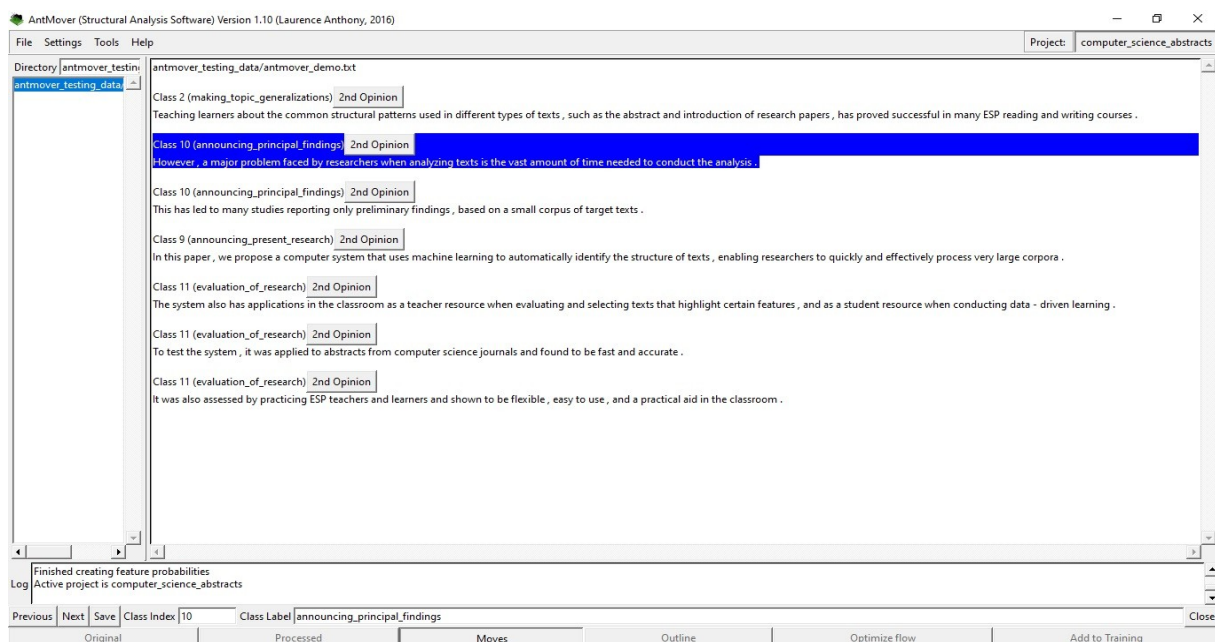 AntMover (Structural Analysis Software) Version 1.10 (Laurence Anthony, 2016)
File Settings Tools Help
Project: computer_science_abstracts
Directory antmover_testin
antmover_testing_data/
antmover_testing_data/antmover_demo.txt
Class 2 (making_topic_generalizations) 2nd Opinion
Teaching learners about the common structural patterns used in different types of texts , such as the abstract and introduction of research papers , has proved successful in many ESP reading and writing courses .
Class 10 (announcing_principal_findings) 2nd Opinion
However , a major problem faced by researchers when analyzing texts is the vast amount of time needed to conduct the analysis .
Class 10 (announcing_principal_findings) 2nd Opinion
This has led to many studies reporting only preliminary findings , based on a small corpus of target texts .
Class 9 (announcing_present_research) 2nd Opinion
In this paper , we propose a computer system that uses machine learning to automatically identify the structure of texts , enabling researchers to quickly and effectively process very large corpora .
Class 11 (evaluation_of_research) 2nd Opinion
The system also has applications in the classroom as a teacher resource when evaluating and selecting texts that highlight certain features , and as a student resource when conducting data - driven learning .
Class 11 (evaluation_of_research) 2nd Opinion
To test the system , it was applied to abstracts from computer science journals and found to be fast and accurate .
Class 11 (evaluation_of_research) 2nd Opinion
It was also assessed by practicing ESP teachers and learners and shown to be flexible , easy to use , and a practical aid in the classroom .
Finished creating feature probabilities
Log Active project is computer_science_abstracts
Previous Next Save Class Index 10 Class Label announcing_principal_findings Close
Original Processed Moves Outline Optimize flow Add to Training